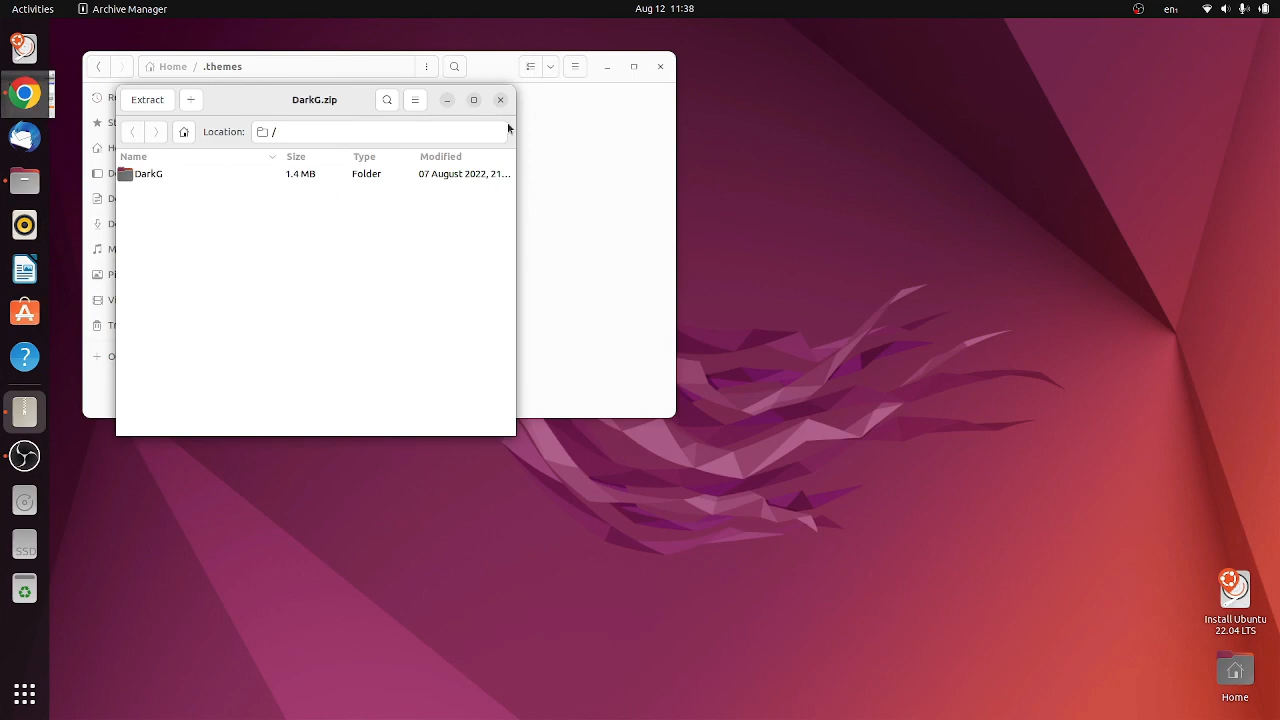 Activities
Archive Manager
Aug 12 11:38
en₁
Home / .themes
Extract
DarkG.zip
Location:
/
Name
Size
Type
Modified
DarkG
1.4 MB
Folder
07 August 2022, 21...
SSD
Install Ubuntu
22.04 LTS
Home